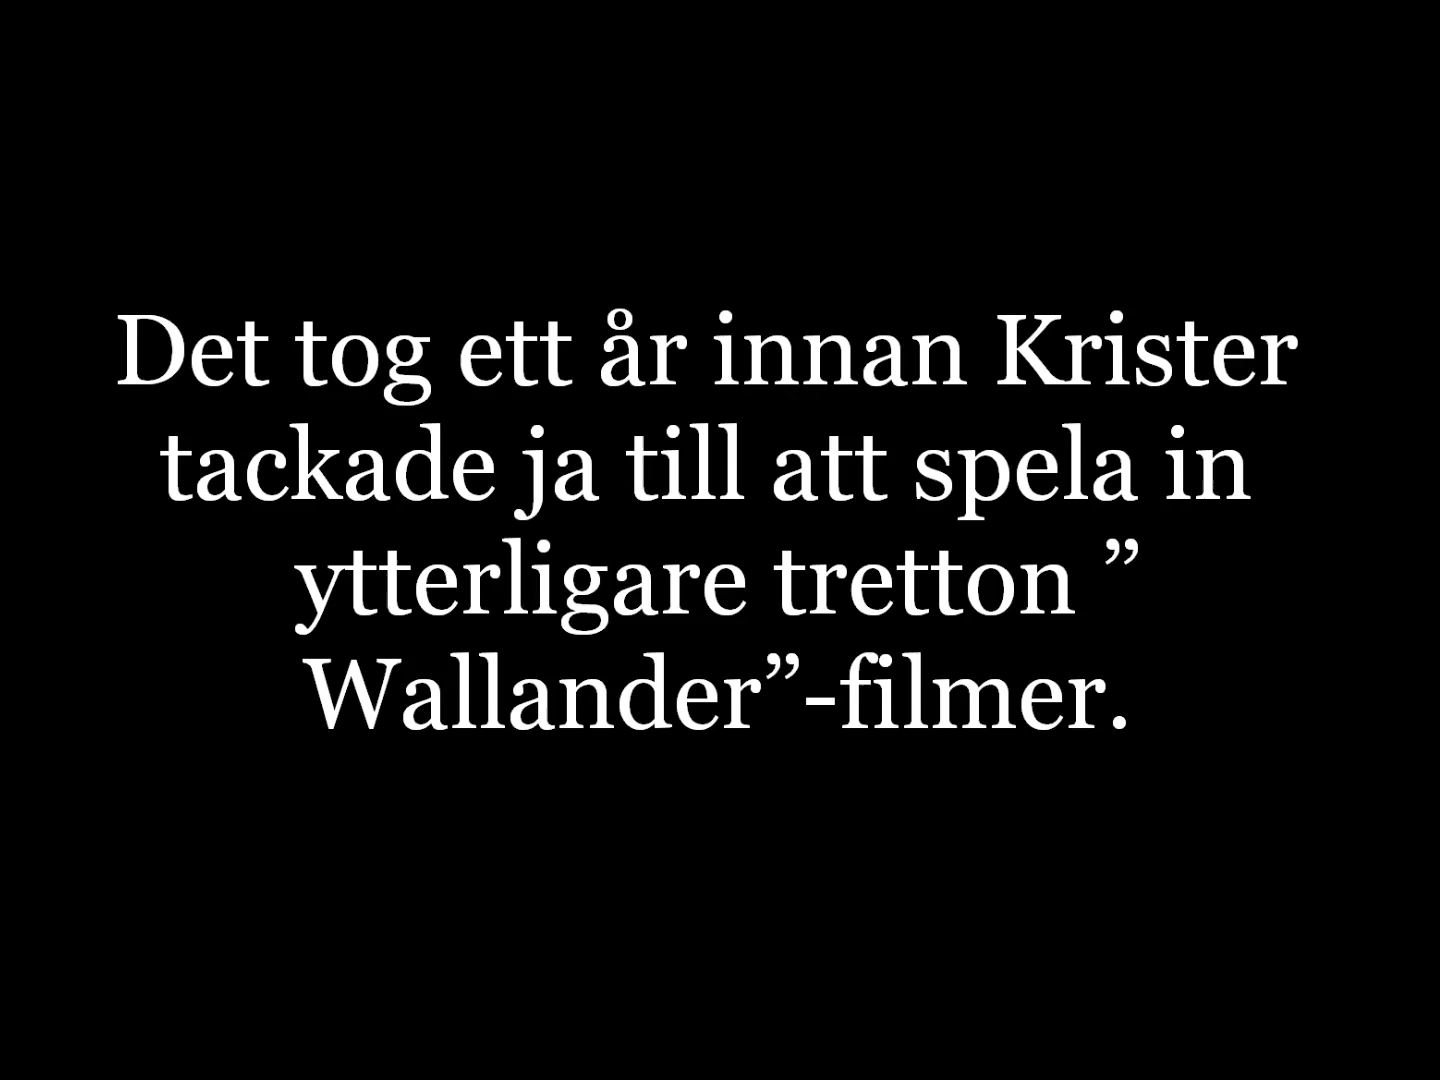 Det tog ett år innan Krister
tackade ja till att spela in
ytterligare tretton ”
Wallander”-filmer.